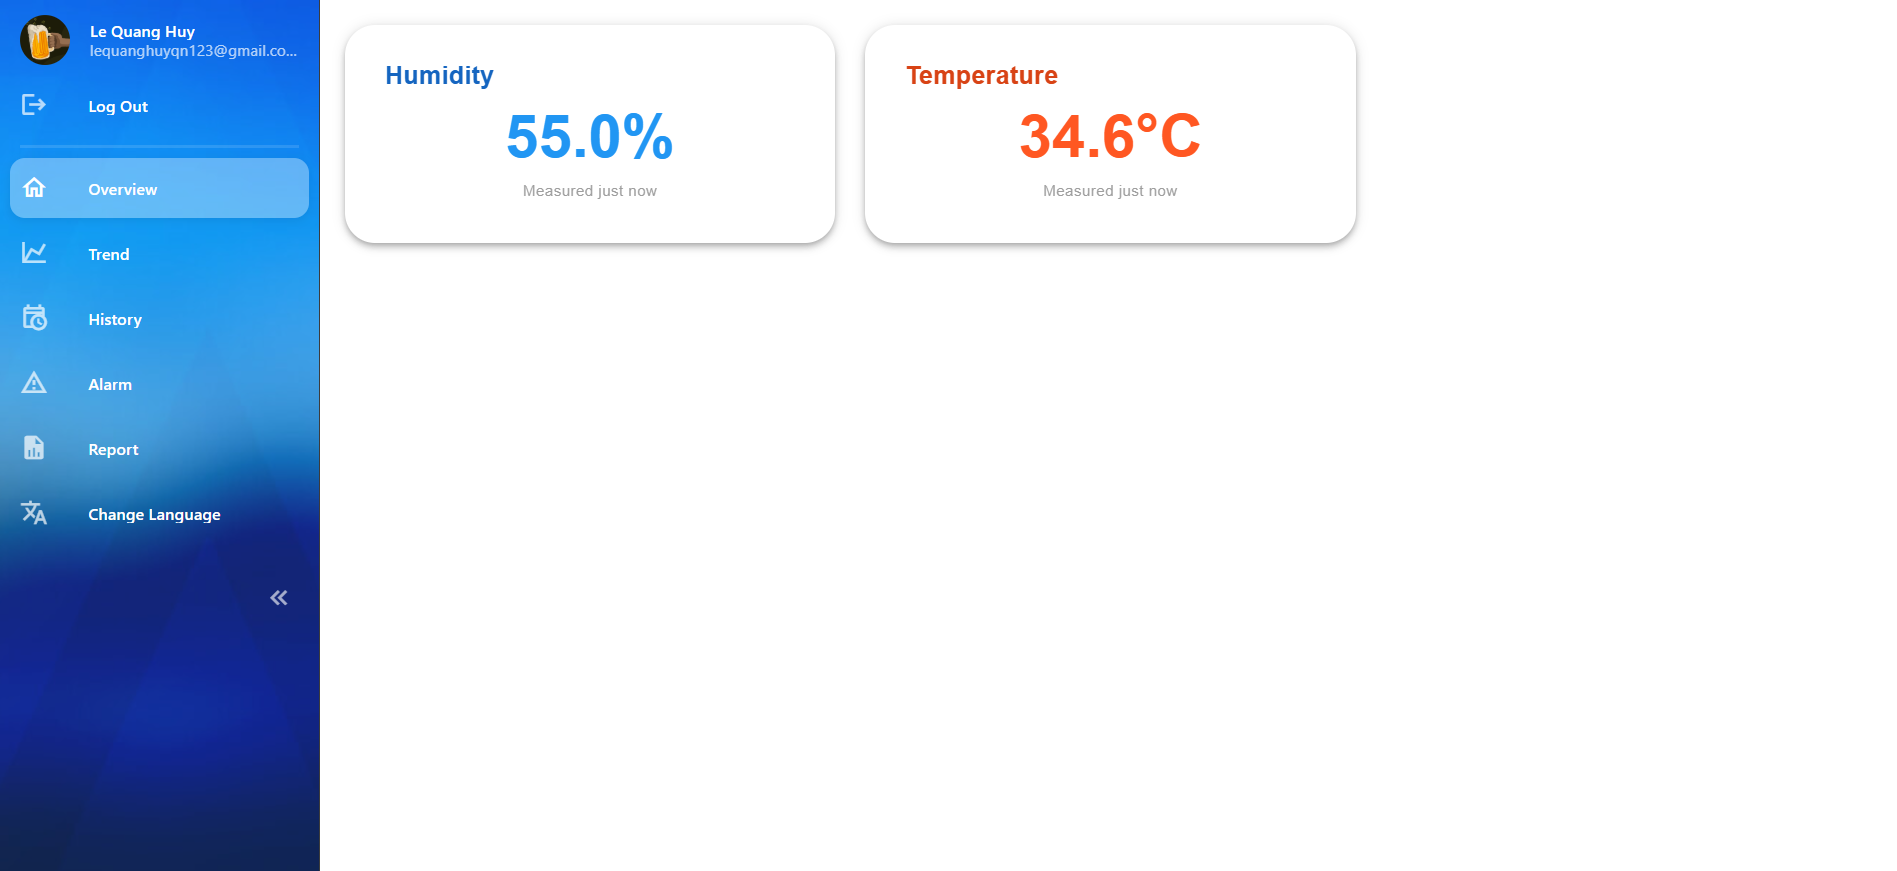 Le Quang Huy
lequanghuyqn123@gmail.co...
Log Out
Overview
Trend
History
Alarm
Report
Change Language
Humidity
55.0%
Measured just now
Temperature
34.6°C
Measured just now